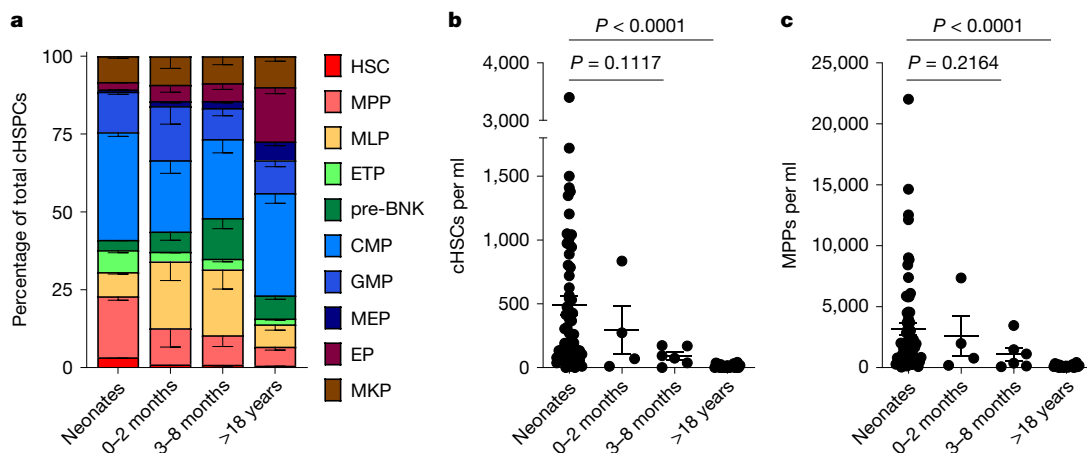 a
Percentage of total cHSPCs
100
75
50
25
0
Neonates
0–2 months
3–8 months
>18 years
HSC
MPP
MLP
ETP
pre-BNK
CMP
GMP
MEP
EP
MKP
b
P < 0.0001
P = 0.1117
cHSCs per ml
4,000
3,000
1,500
1,000
500
0
Neonates
0–2 months
3–8 months
>18 years
c
P < 0.0001
P = 0.2164
MPPs per ml
25,000
20,000
15,000
10,000
5,000
0
Neonates
0–2 months
3–8 months
>18 years